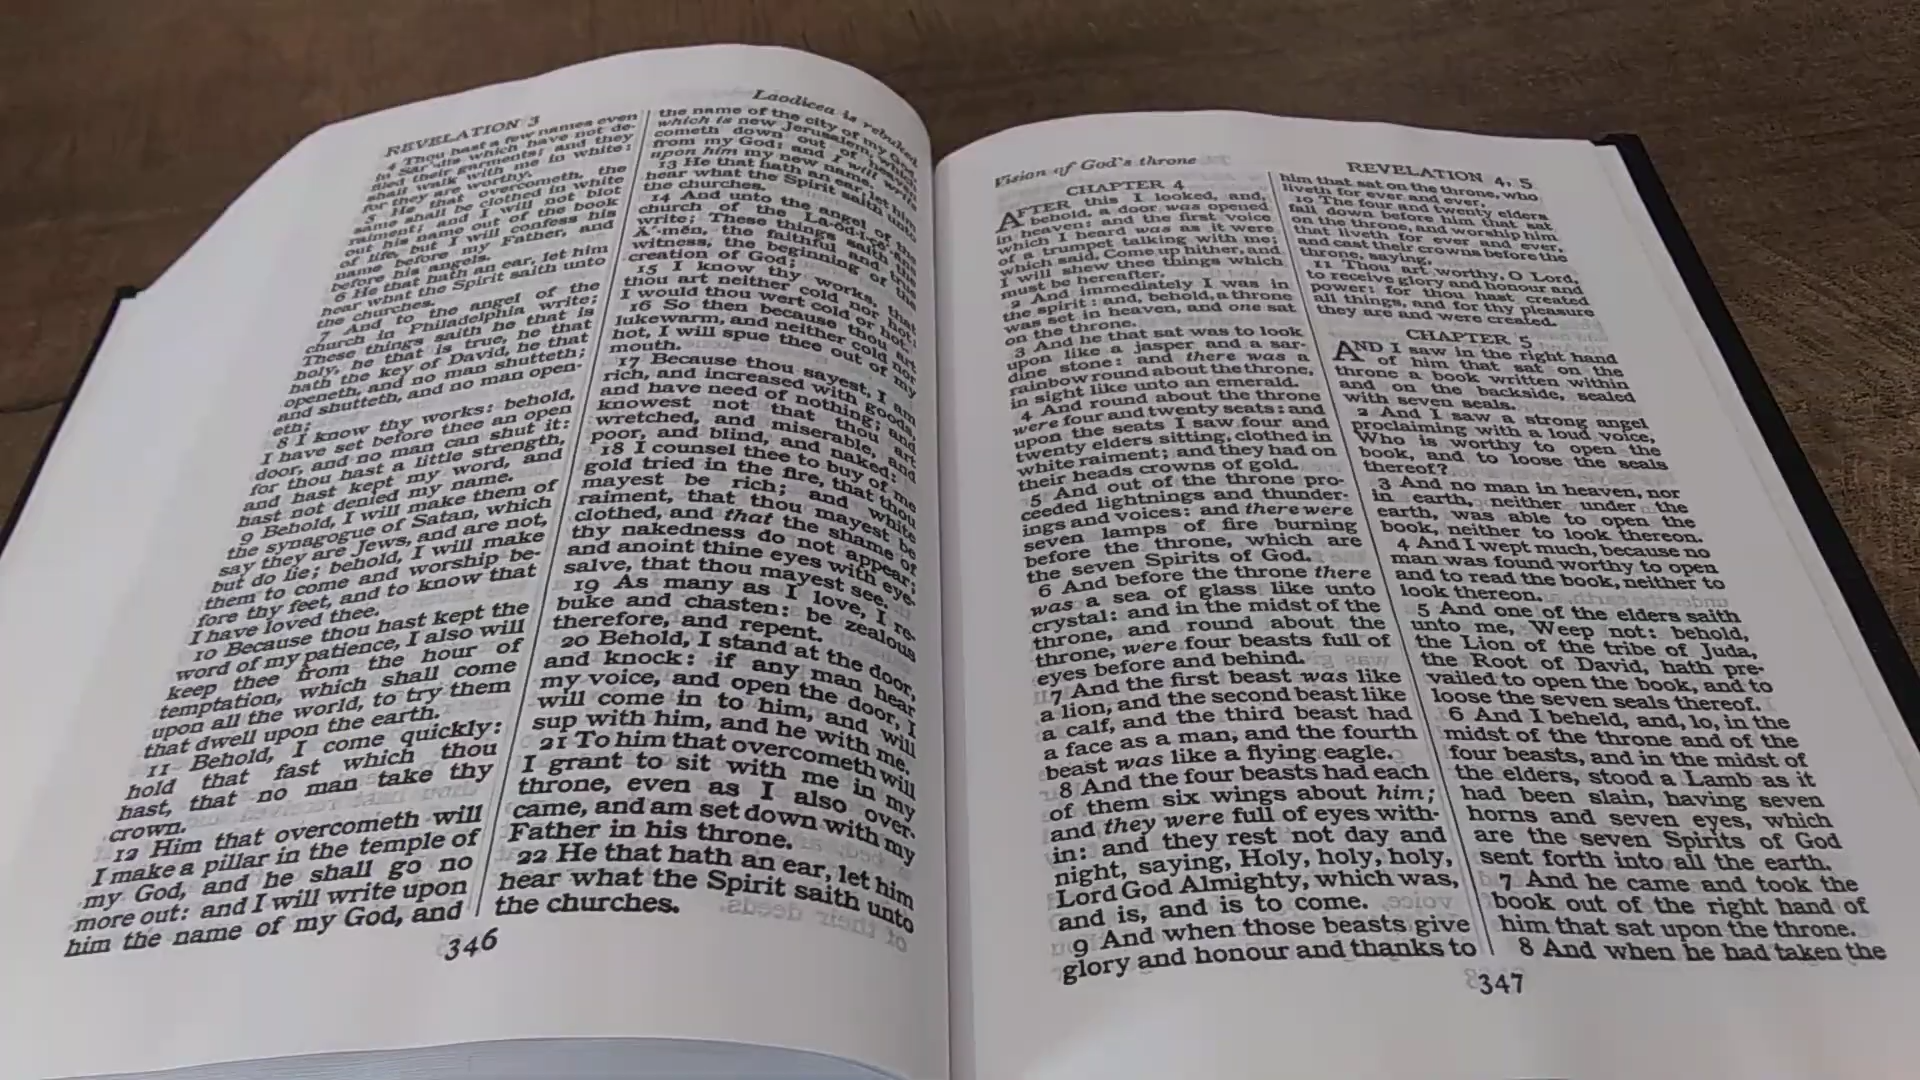 REVELATION 3
4 Thou hast a few names even
in Sär´dis which have not de-
filed their garments; and they
shall walk with me in white:
for they are worthy.
5 He that overcometh, the
same shall be clothed in white
raiment; and I will not blot
out his name out of the book
of life, but I will confess his
name before my Father, and
before his angels.
6 He that hath an ear, let him
hear what the Spirit saith unto
the churches.
7 And to the angel of the
church in Philadelphia write;
These things saith he that is
holy, he that is true, he that
hath the key of David, he that
openeth, and no man shutteth;
and shutteth, and no man open-
eth;
8 I know thy works: behold,
I have set before thee an open
door, and no man can shut it:
for thou hast a little strength,
and hast kept my word, and
hast not denied my name.
9 Behold, I will make them of
the synagogue of Satan, which
say they are Jews, and are not,
but do lie; behold, I will make
them to come and worship be-
fore thy feet, and to know that
I have loved thee.
10 Because thou hast kept the
word of my patience, I also will
keep thee from the hour of
temptation, which shall come
upon all the world, to try them
that dwell upon the earth.
11 Behold, I come quickly:
hold that fast which thou
hast, that no man take thy
crown.
12 Him that overcometh will
I make a pillar in the temple of
my God, and he shall go no
more out: and I will write upon
him the name of my God, and
346
Laodicea is rebuked
the name of the city of my God,
which is new Jerusalem, which
cometh down out of heaven
from my God: and I will write
upon him my new name.
13 He that hath an ear, let him
hear what the Spirit saith unto
the churches.
14 And unto the angel of the
church of the Lā-ŏd-ĭ-çē´anş
write; These things saith the
Ā´-mĕn, the faithful and true
witness, the beginning of the
creation of God;
15 I know thy works, that
thou art neither cold nor hot:
I would thou wert cold or hot.
16 So then because thou art
lukewarm, and neither cold nor
hot, I will spue thee out of my
mouth.
17 Because thou sayest, I am
rich, and increased with goods,
and have need of nothing; and
knowest not that thou art
wretched, and miserable, and
poor, and blind, and naked:
18 I counsel thee to buy of me
gold tried in the fire, that thou
mayest be rich; and white
raiment, that thou mayest be
clothed, and that the shame of
thy nakedness do not appear;
and anoint thine eyes with eye-
salve, that thou mayest see.
19 As many as I love, I re-
buke and chasten: be zealous
therefore, and repent.
20 Behold, I stand at the door,
and knock: if any man hear
my voice, and open the door, I
will come in to him, and will
sup with him, and he with me.
21 To him that overcometh will
I grant to sit with me in my
throne, even as I also over-
came, and am set down with my
Father in his throne.
22 He that hath an ear, let him
hear what the Spirit saith unto
the churches.
Vision of God's throne
CHAPTER 4
AFTER this I looked, and,
behold, a door was opened
in heaven: and the first voice
which I heard was as it were
of a trumpet talking with me;
which said, Come up hither, and
I will shew thee things which
must be hereafter.
2 And immediately I was in
the spirit: and, behold, a throne
was set in heaven, and one sat
on the throne.
3 And he that sat was to look
upon like a jasper and a sar-
dine stone: and there was a
rainbow round about the throne,
in sight like unto an emerald.
4 And round about the throne
were four and twenty seats: and
upon the seats I saw four and
twenty elders sitting, clothed in
white raiment; and they had on
their heads crowns of gold.
5 And out of the throne pro-
ceeded lightnings and thunder-
ings and voices: and there were
seven lamps of fire burning
before the throne, which are
the seven Spirits of God.
6 And before the throne there
was a sea of glass like unto
crystal: and in the midst of the
throne, and round about the
throne, were four beasts full of
eyes before and behind.
7 And the first beast was like
a lion, and the second beast like
a calf, and the third beast had
a face as a man, and the fourth
beast was like a flying eagle.
8 And the four beasts had each
of them six wings about him;
and they were full of eyes with-
in: and they rest not day and
night, saying, Holy, holy, holy,
Lord God Almighty, which was,
and is, and is to come.
9 And when those beasts give
glory and honour and thanks to
REVELATION 4, 5
him that sat on the throne, who
liveth for ever and ever,
10 The four and twenty elders
fall down before him that sat
on the throne, and worship him
that liveth for ever and ever,
and cast their crowns before the
throne, saying,
11 Thou art worthy, O Lord,
to receive glory and honour and
power: for thou hast created
all things, and for thy pleasure
they are and were created.
CHAPTER 5
AND I saw in the right hand
of him that sat on the
throne a book written within
and on the backside, sealed
with seven seals.
2 And I saw a strong angel
proclaiming with a loud voice,
Who is worthy to open the
book, and to loose the seals
thereof?
3 And no man in heaven, nor
in earth, neither under the
earth, was able to open the
book, neither to look thereon.
4 And I wept much, because no
man was found worthy to open
and to read the book, neither to
look thereon.
5 And one of the elders saith
unto me, Weep not: behold,
the Lion of the tribe of Juda,
the Root of David, hath pre-
vailed to open the book, and to
loose the seven seals thereof.
6 And I beheld, and, lo, in the
midst of the throne and of the
four beasts, and in the midst of
the elders, stood a Lamb as it
had been slain, having seven
horns and seven eyes, which
are the seven Spirits of God
sent forth into all the earth.
7 And he came and took the
book out of the right hand of
him that sat upon the throne.
8 And when he had taken the
347